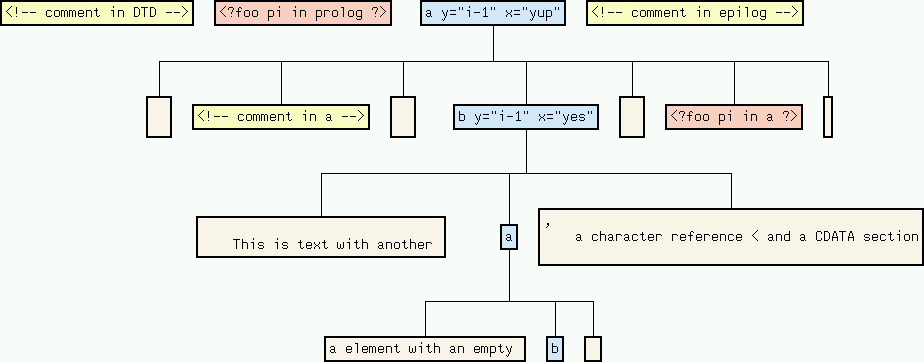 <!-- comment in DTD -->
<?foo pi in prolog ?>
a y="i-1" x="yup"
<!-- comment in epilog -->
<!-- comment in a -->
b y="i-1" x="yes"
<?foo pi in a ?>
This is text with another
a
,
a character reference < and a CDATA section
a element with an empty
b